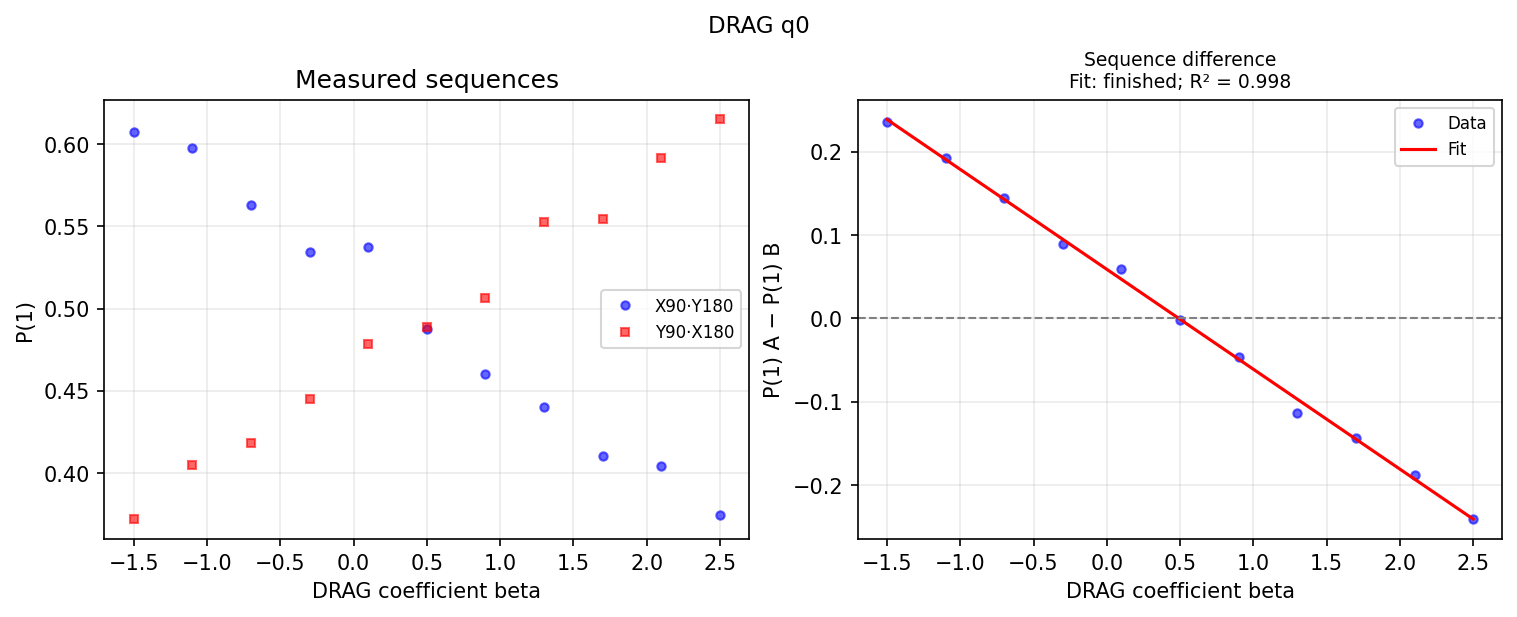 DRAG q0
Measured sequences
P(1)
0.60
0.55
0.50
0.45
0.40
X90·Y180
Y90·X180
−1.5 −1.0 −0.5 0.0 0.5 1.0 1.5 2.0 2.5
DRAG coefficient beta
Sequence difference
Fit: finished; R² = 0.998
P(1) A − P(1) B
0.2
0.1
0.0
−0.1
−0.2
Data
Fit
−1.5 −1.0 −0.5 0.0 0.5 1.0 1.5 2.0 2.5
DRAG coefficient beta